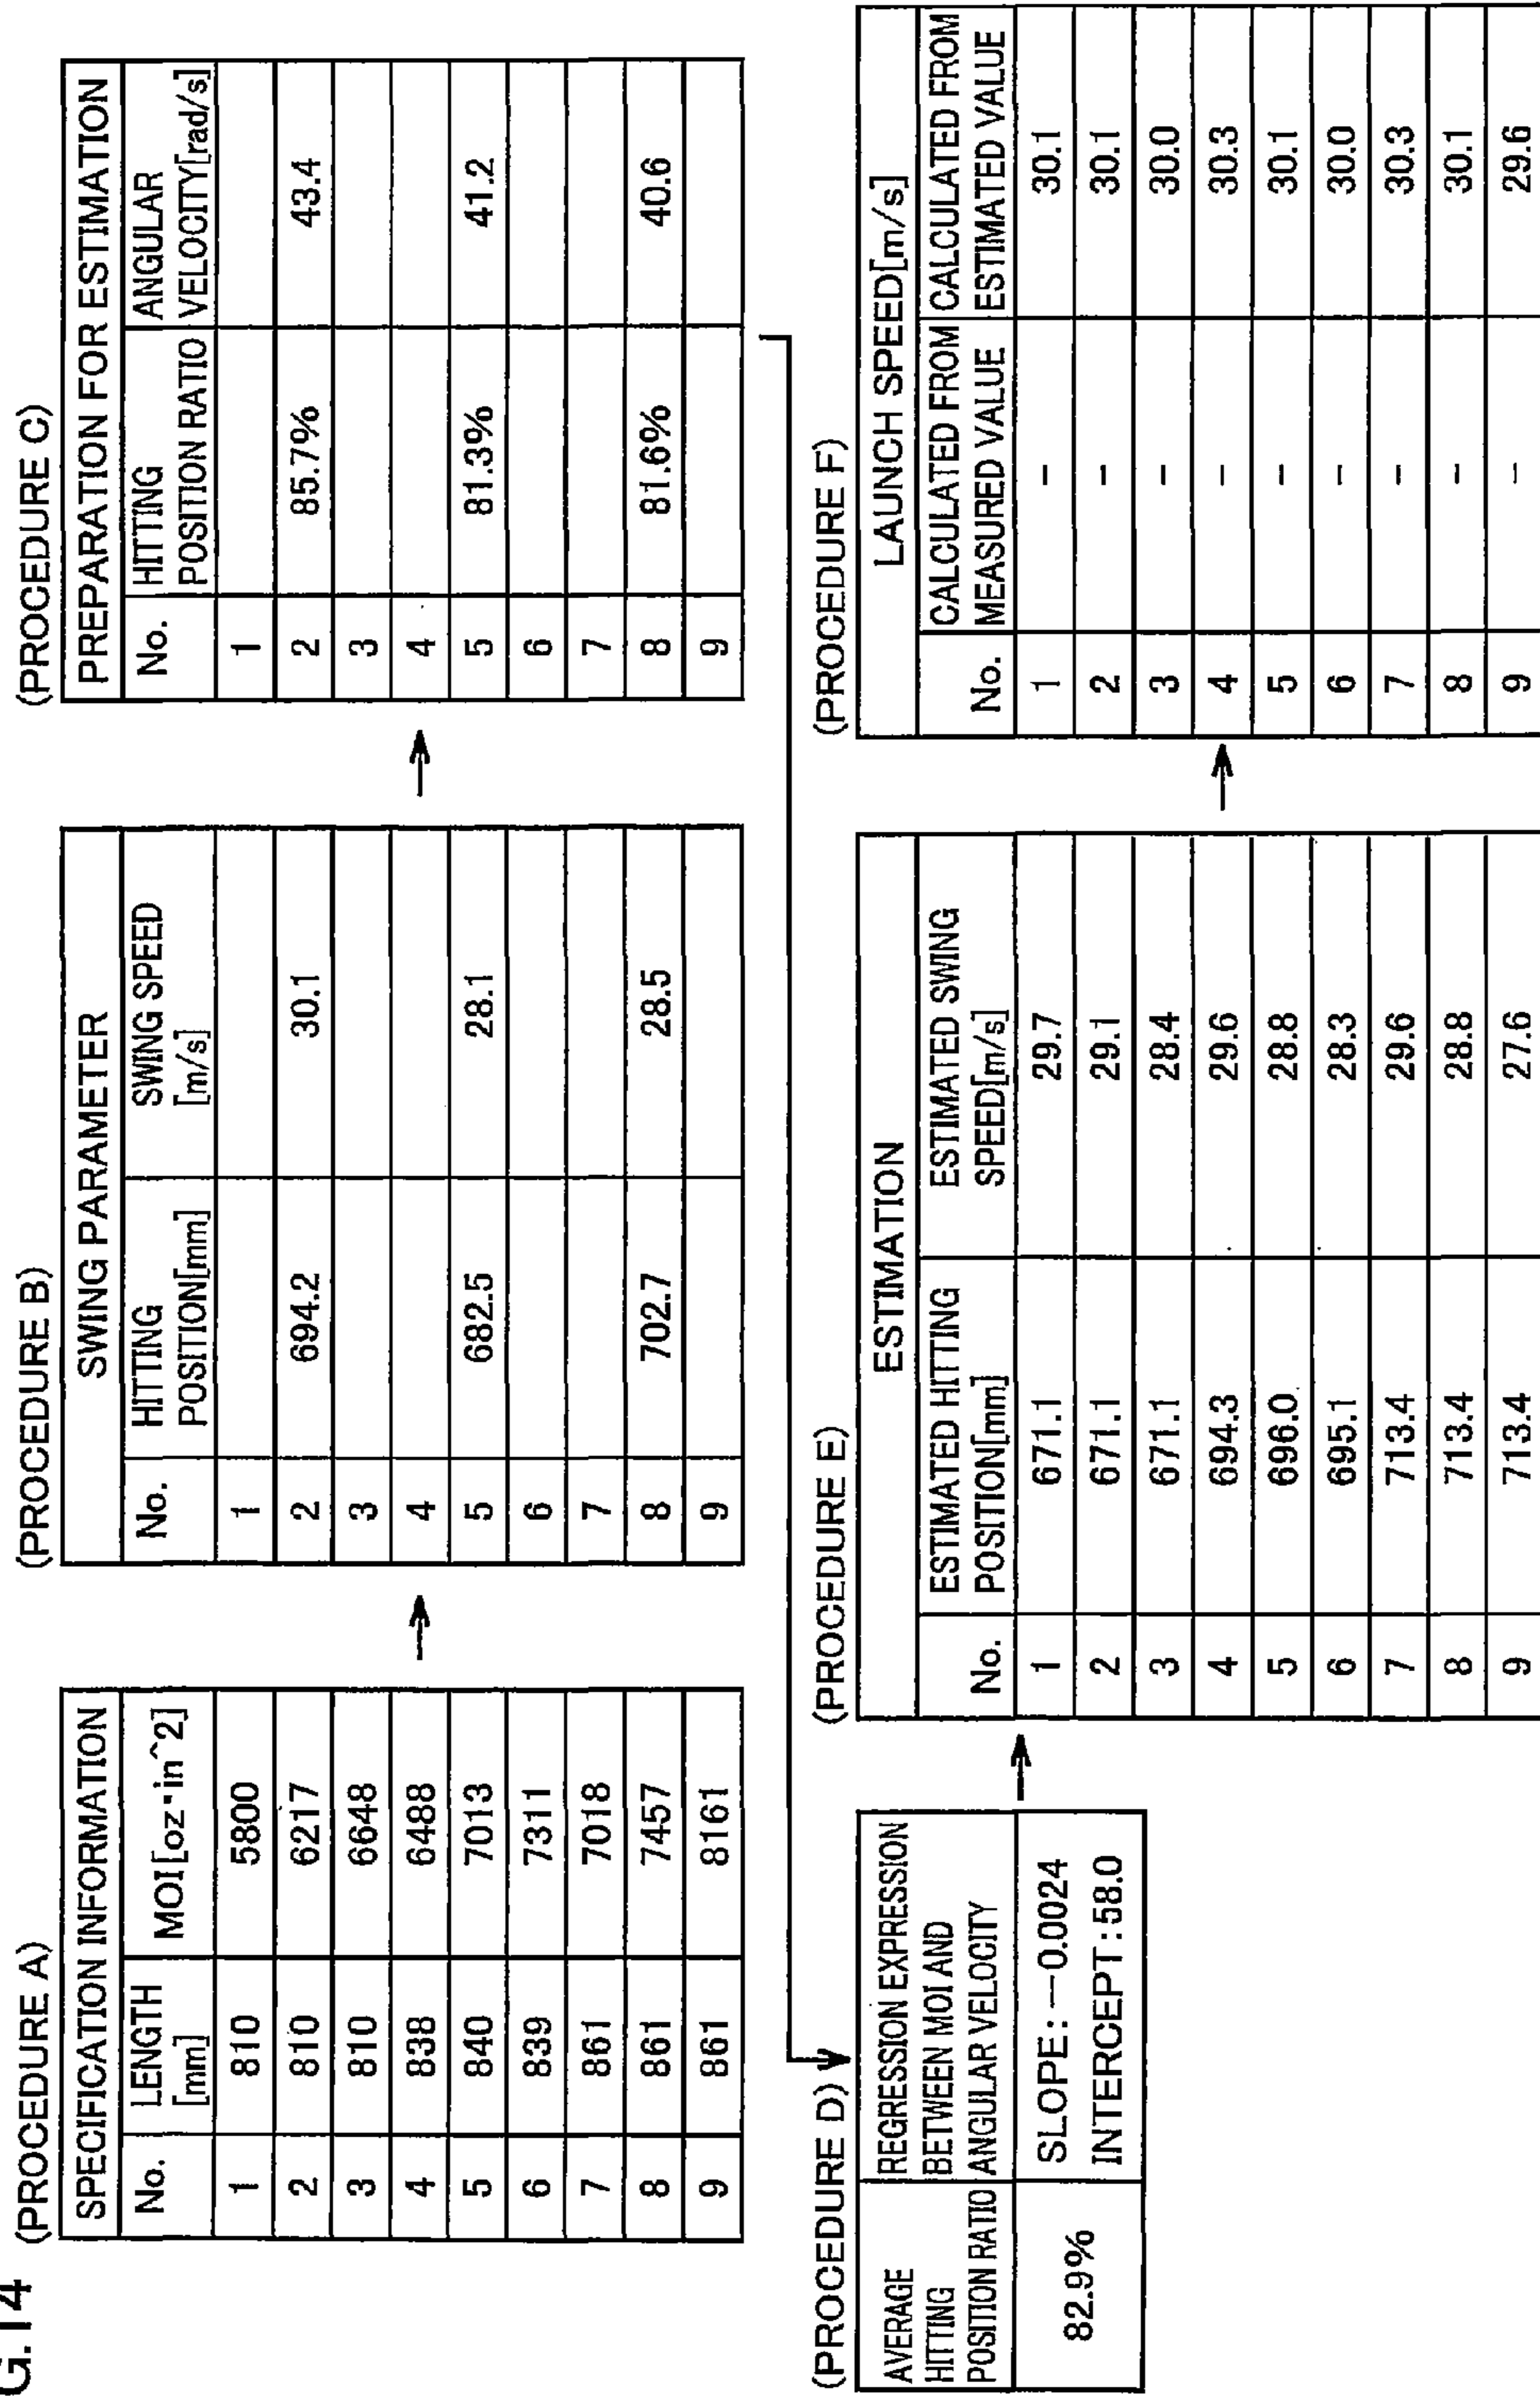 G.14
(PROCEDURE A)
SPECIFICATION INFORMATION
No. LENGTH [mm] MOI[oz·in^2]
1 810 5800
2 810 6217
3 810 6648
4 838 6488
5 840 7013
6 839 7311
7 861 7018
8 861 7457
9 861 8161
(PROCEDURE B)
SWING PARAMETER
No. HITTING POSITION[mm] SWING SPEED [m/s]
1
2 694.2 30.1
3
4
5 682.5 28.1
6
7
8 702.7 28.5
9
(PROCEDURE C)
PREPARATION FOR ESTIMATION
No. HITTING POSITION RATIO ANGULAR VELOCITY[rad/s]
1
2 85.7% 43.4
3
4
5 81.3% 41.2
6
7
8 81.6% 40.6
9
(PROCEDURE D)
AVERAGE HITTING POSITION RATIO REGRESSION EXPRESSION BETWEEN MOI AND ANGULAR VELOCITY
82.9% SLOPE: -0.0024
INTERCEPT:58.0
(PROCEDURE E)
ESTIMATION
No. ESTIMATED HITTING POSITION[mm] ESTIMATED SWING SPEED[m/s]
1 671.1 29.7
2 671.1 29.1
3 671.1 28.4
4 694.3 29.6
5 696.0 28.8
6 695.1 28.3
7 713.4 29.6
8 713.4 28.8
9 713.4 27.6
(PROCEDURE F)
LAUNCH SPEED[m/s]
No. CALCULATED FROM MEASURED VALUE CALCULATED FROM ESTIMATED VALUE
1 - 30.1
2 - 30.1
3 - 30.0
4 - 30.3
5 - 30.1
6 - 30.0
7 - 30.3
8 - 30.1
9 - 29.6